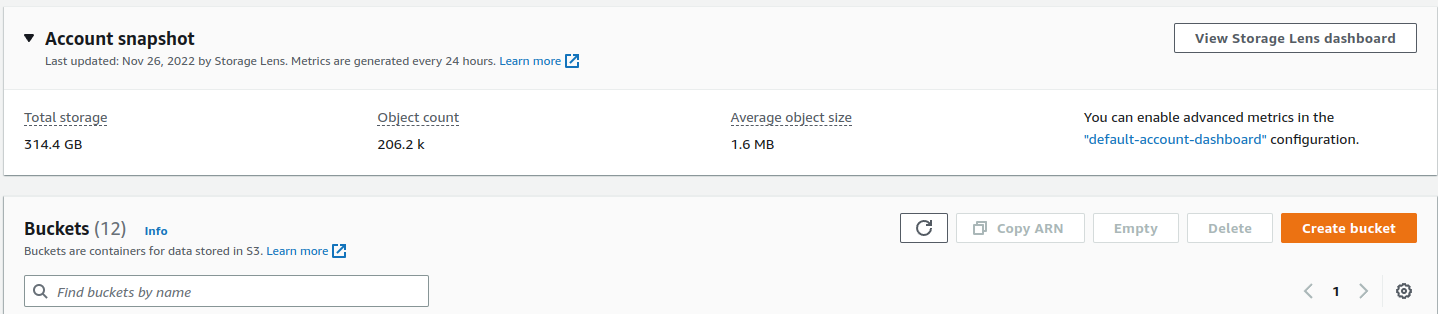 Account snapshot
View Storage Lens dashboard
Last updated: Nov 26, 2022 by Storage Lens. Metrics are generated every 24 hours. Learn more
Total storage
314.4 GB
Object count
206.2 k
Average object size
1.6 MB
You can enable advanced metrics in the
"default-account-dashboard" configuration.
Buckets (12) Info
Buckets are containers for data stored in S3. Learn more
Copy ARN
Empty
Delete
Create bucket
Find buckets by name
1